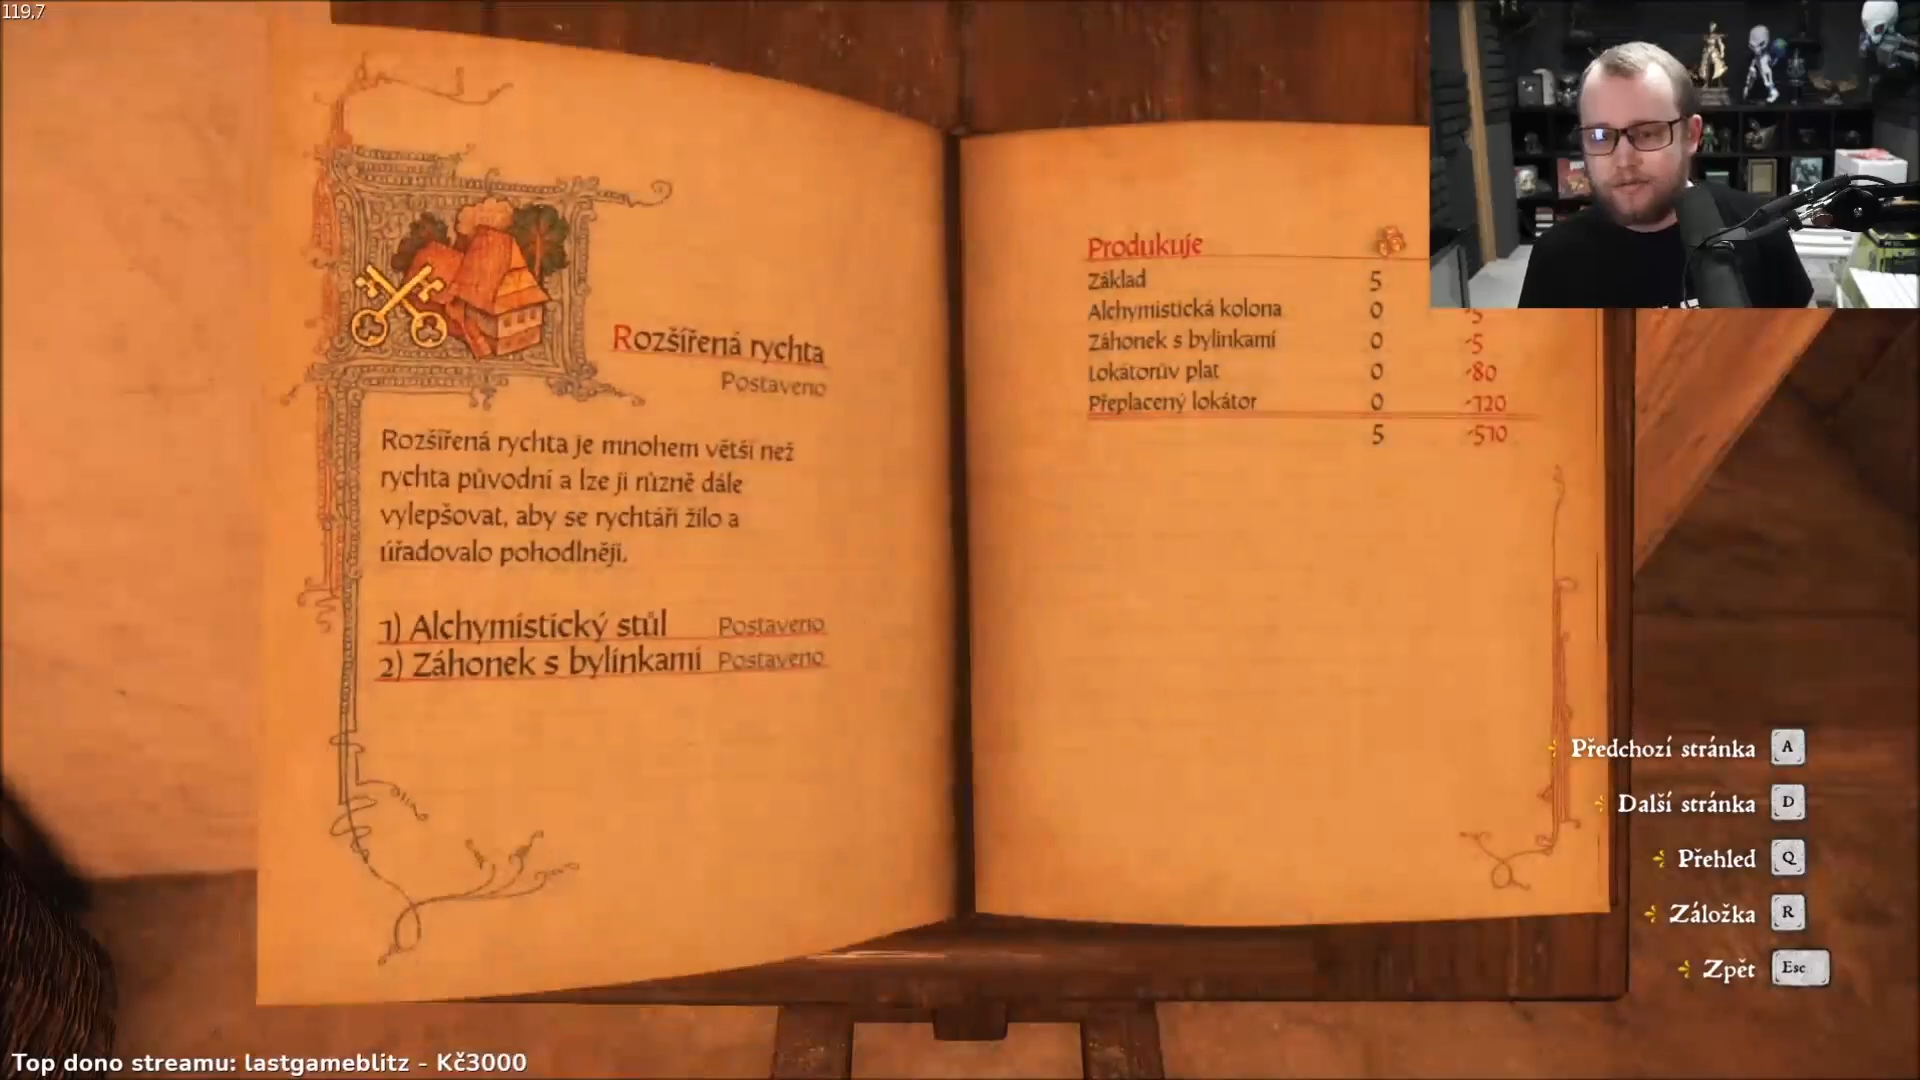 119,7
Rozšířená rychta
Postaveno
Rozšířená rychta je mnohem větší než
rychta původní a lze ji různě dále
vylepšovat, aby se rychtáři žilo a
úřadovalo pohodlněji.
1) Alchymistický stůl Postaveno
2) Záhonek s bylinkami Postaveno
Produkuje
Základ 5
Alchymistická kolona 0 -5
Záhonek s bylinkami 0 -5
Lokátorův plat 0 -80
Přeplacený lokátor 0 -120
5 -510
Předchozí stránka A
Další stránka D
Přehled Q
Záložka R
Zpět Esc
Top dono streamu: lastgameblitz - Kč3000